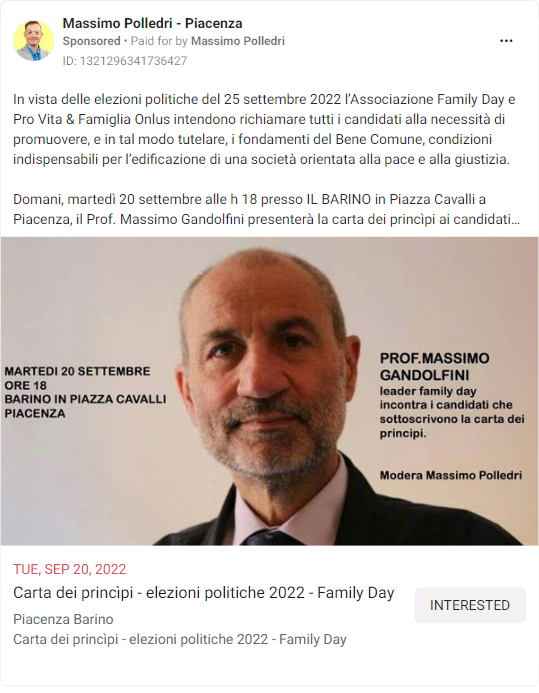 Massimo Polledri - Piacenza
Sponsored • Paid for by Massimo Polledri
ID: 1321296341736427
In vista delle elezioni politiche del 25 settembre 2022 l’Associazione Family Day e
Pro Vita & Famiglia Onlus intendono richiamare tutti i candidati alla necessità di
promuovere, e in tal modo tutelare, i fondamenti del Bene Comune, condizioni
indispensabili per l’edificazione di una società orientata alla pace e alla giustizia.
Domani, martedì 20 settembre alle h 18 presso IL BARINO in Piazza Cavalli a
Piacenza, il Prof. Massimo Gandolfini presenterà la carta dei princìpi ai candidati...
MARTEDI 20 SETTEMBRE
ORE 18
BARINO IN PIAZZA CAVALLI
PIACENZA
PROF.MASSIMO
GANDOLFINI
leader family day
incontra i candidati che
sottoscrivono la carta dei
principi.
Modera Massimo Polledri
TUE, SEP 20, 2022
Carta dei princìpi - elezioni politiche 2022 - Family Day
INTERESTED
Piacenza Barino
Carta dei princìpi - elezioni politiche 2022 - Family Day